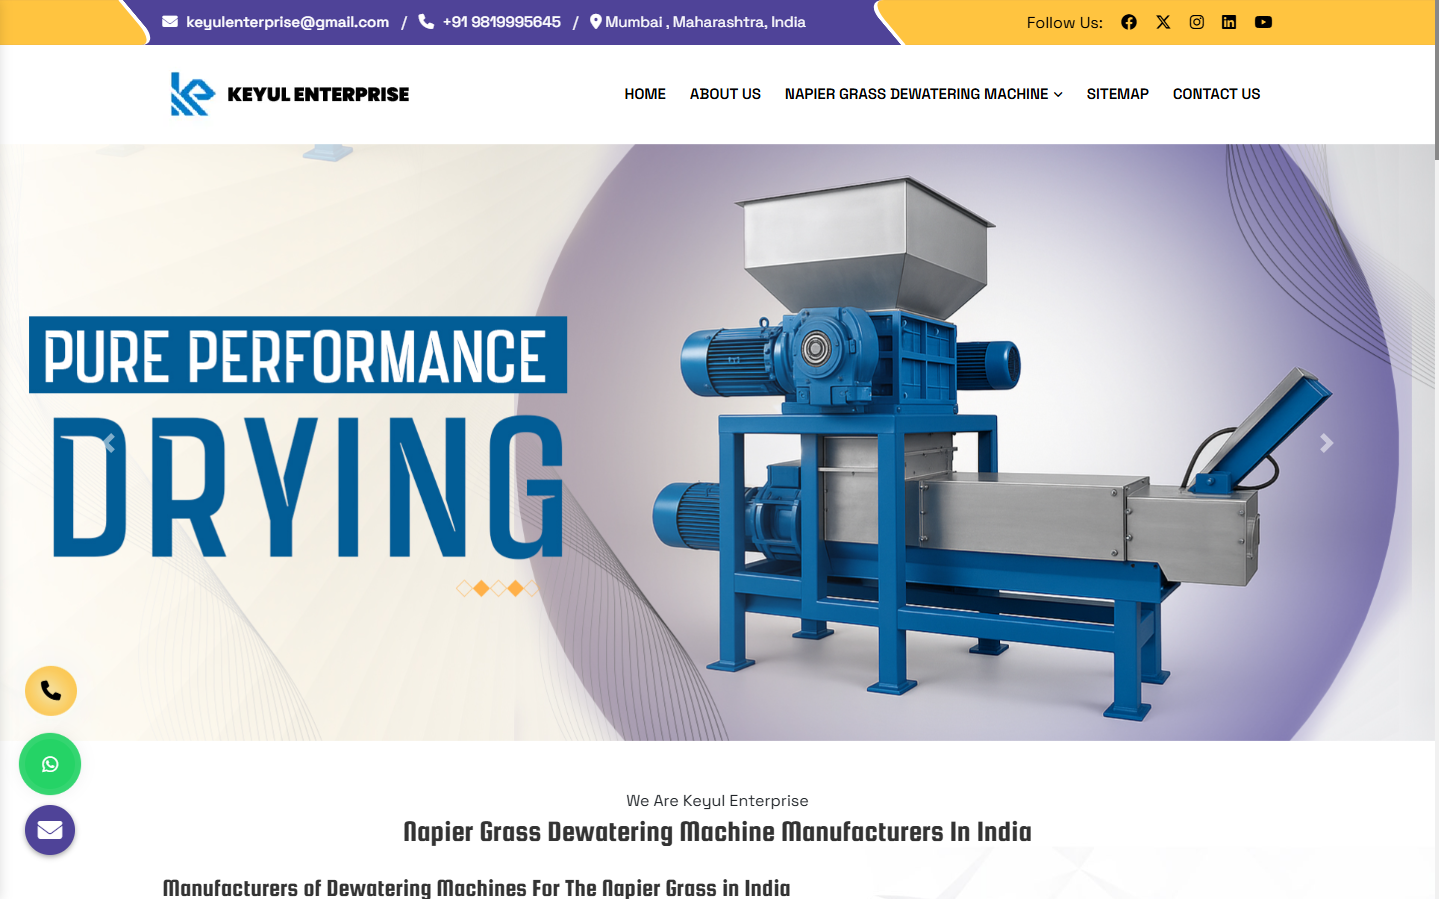 keyulenterprise@gmail.com / +91 9819995645 / Mumbai , Maharashtra, India
Follow Us:
KEYUL ENTERPRISE
HOME ABOUT US NAPIER GRASS DEWATERING MACHINE SITEMAP CONTACT US
PURE PERFORMANCE
DRYING
We Are Keyul Enterprise
Napier Grass Dewatering Machine Manufacturers In India
Manufacturers of Dewatering Machines For The Napier Grass in India